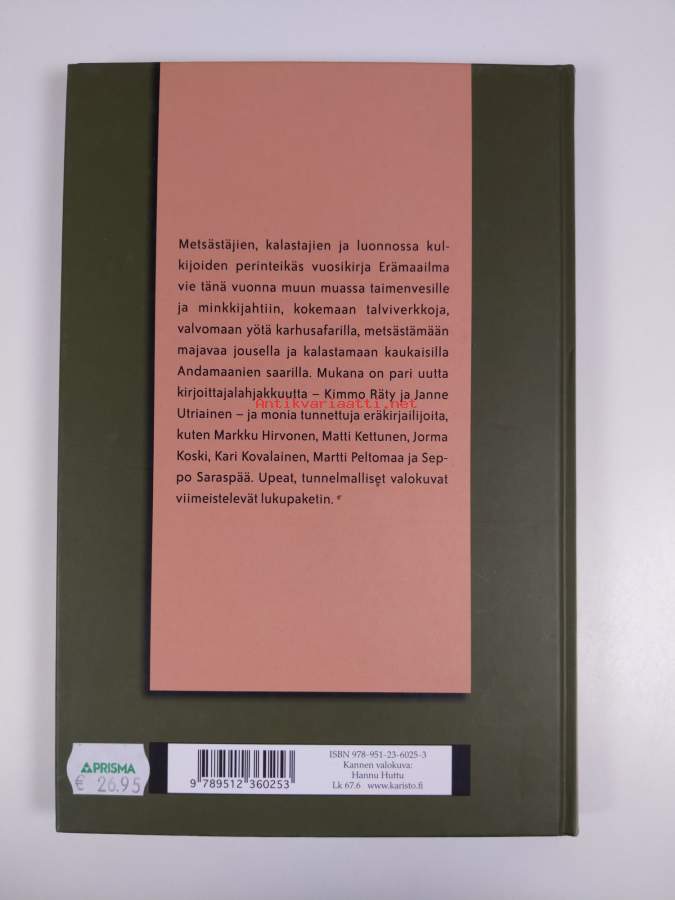 Metsästäjien, kalastajien ja luonnossa kul-
kijoiden perinteikäs vuosikirja Erämaailma
vie tänä vuonna muun muassa taimenvesille
ja minkkijahtiin, kokemaan talviverkkoja,
valvomaan yötä karhusafarilla, metsästämään
majavaa jousella ja kalastamaan kaukaisilla
Andamaanien saarilla. Mukana on pari uutta
kirjoittajalahjakkuutta – Kimmo Räty ja Janne
Antikvariaatti.net
Utriainen – ja monia tunnettuja eräkirjailijoita,
kuten Markku Hirvonen, Matti Kettunen, Jorma
Koski, Kari Kovalainen, Martti Peltomaa ja Sep-
po Saraspää. Upeat, tunnelmalliset valokuvat
viimeistelevät lukupaketin.
PRISMA
€ 26.95
9 789512 360253
ISBN 978-951-23-6025-3
Kannen valokuva:
Hannu Huttu
Lk 67.6 www.karisto.fi